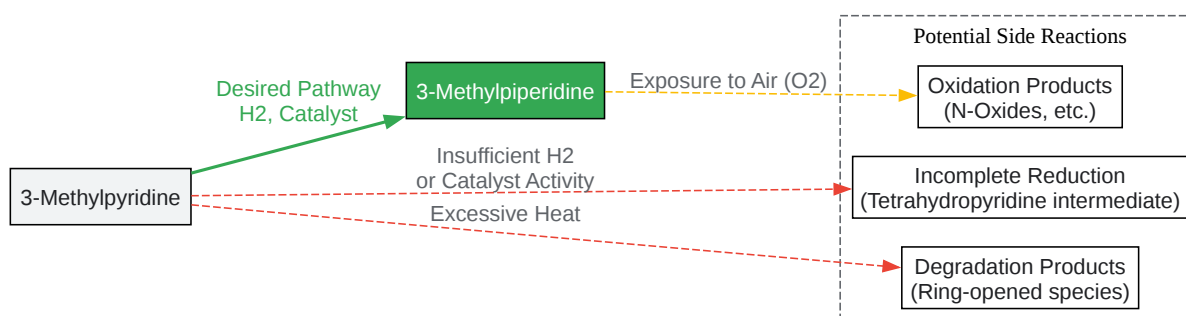 Potential Side Reactions
Desired Pathway
H2, Catalyst
3-Methylpiperidine
Exposure to Air (O2)
Oxidation Products
(N-Oxides, etc.)
3-Methylpyridine
Insufficient H2
or Catalyst Activity
Incomplete Reduction
(Tetrahydropyridine intermediate)
Excessive Heat
Degradation Products
(Ring-opened species)